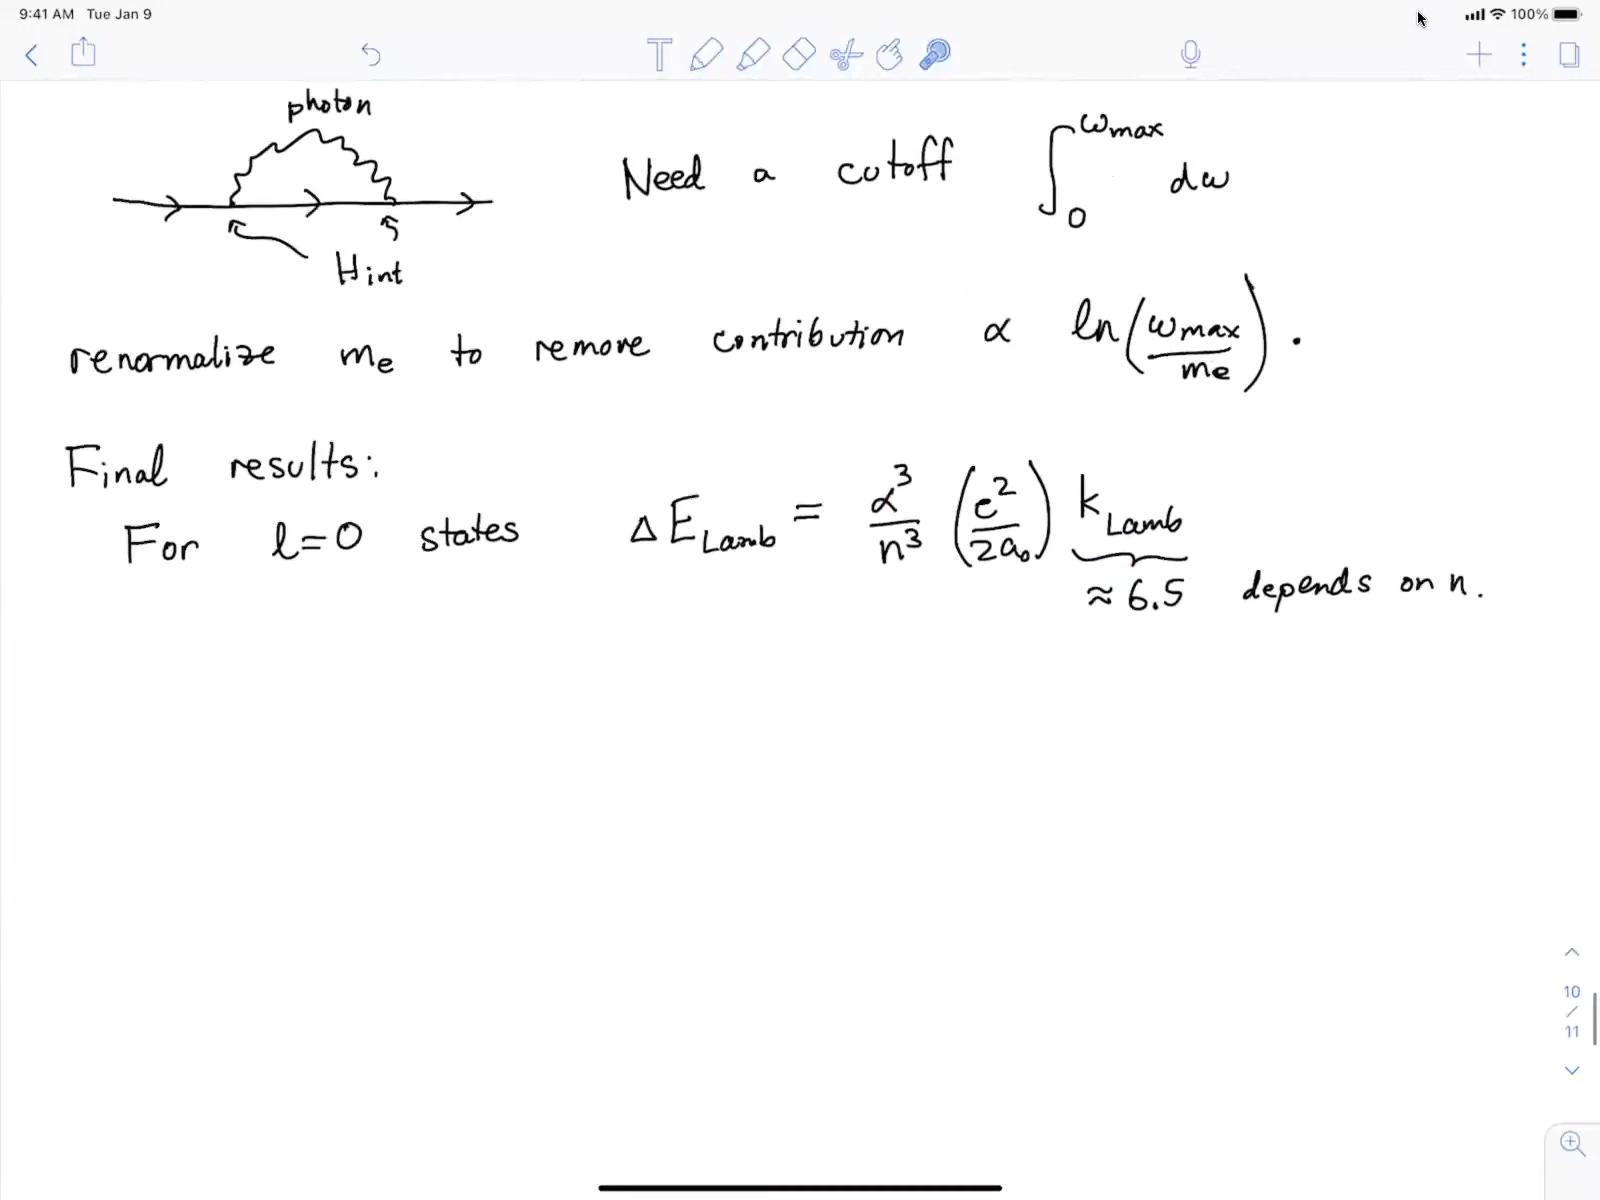 9:41 AM Tue Jan 9
100%
T
photon
Need a cutoff ∫₀^ωmax dω
Hint
renormalize me to remove contribution ∝ ln(ωmax/me).
Final results:
For l=0 states ΔE_Lamb = α³/n³ (e²/2a₀) k_Lamb
≈ 6.5 depends on n.
10
/
11